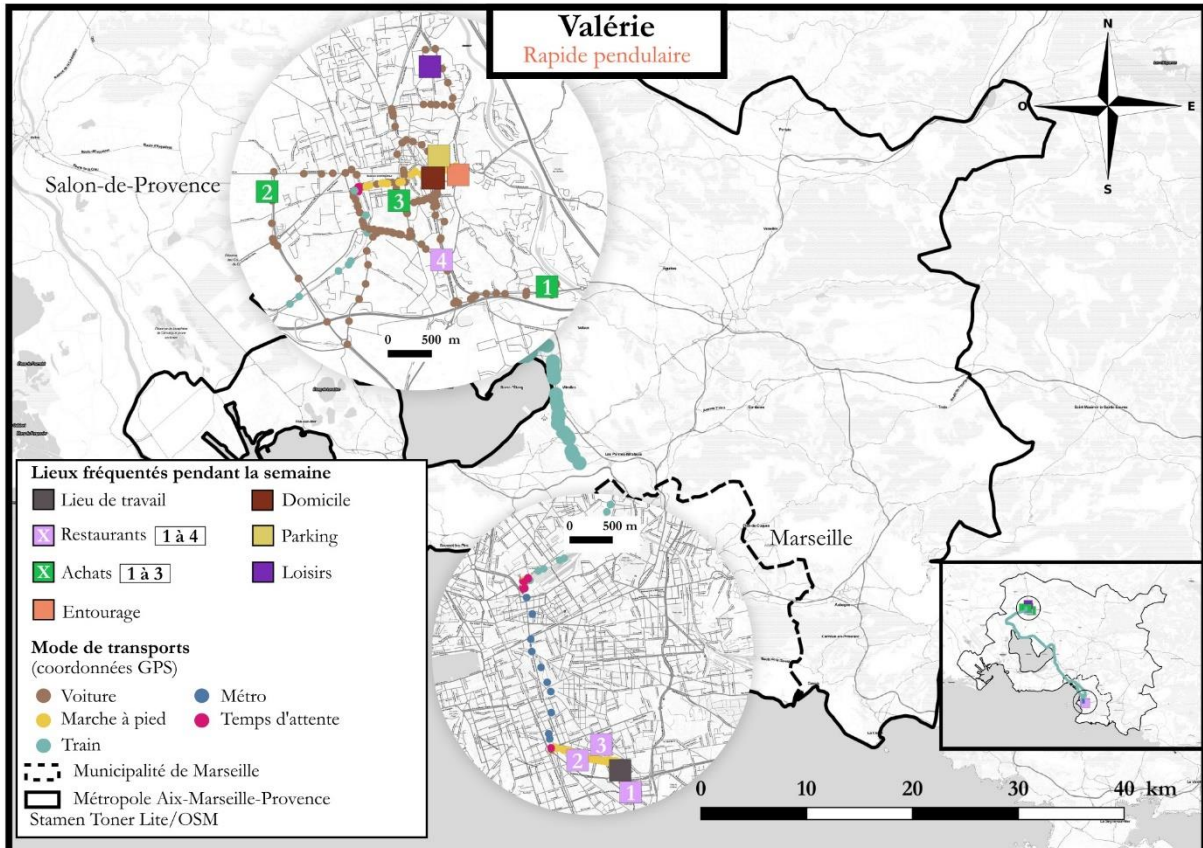 Valérie
Rapide pendulaire
N
O
E
S
Salon-de-Provence
2
3
4
1
0 500 m
0 500 m
Marseille
3
2
1
Lieux fréquentés pendant la semaine
Lieu de travail
Domicile
X Restaurants 1 à 4
Parking
X Achats 1 à 3
Loisirs
Entourage
Mode de transports
(coordonnées GPS)
Voiture
Métro
Marche à pied
Temps d'attente
Train
Municipalité de Marseille
Métropole Aix-Marseille-Provence
Stamen Toner Lite/OSM
0 10 20 30 40 km